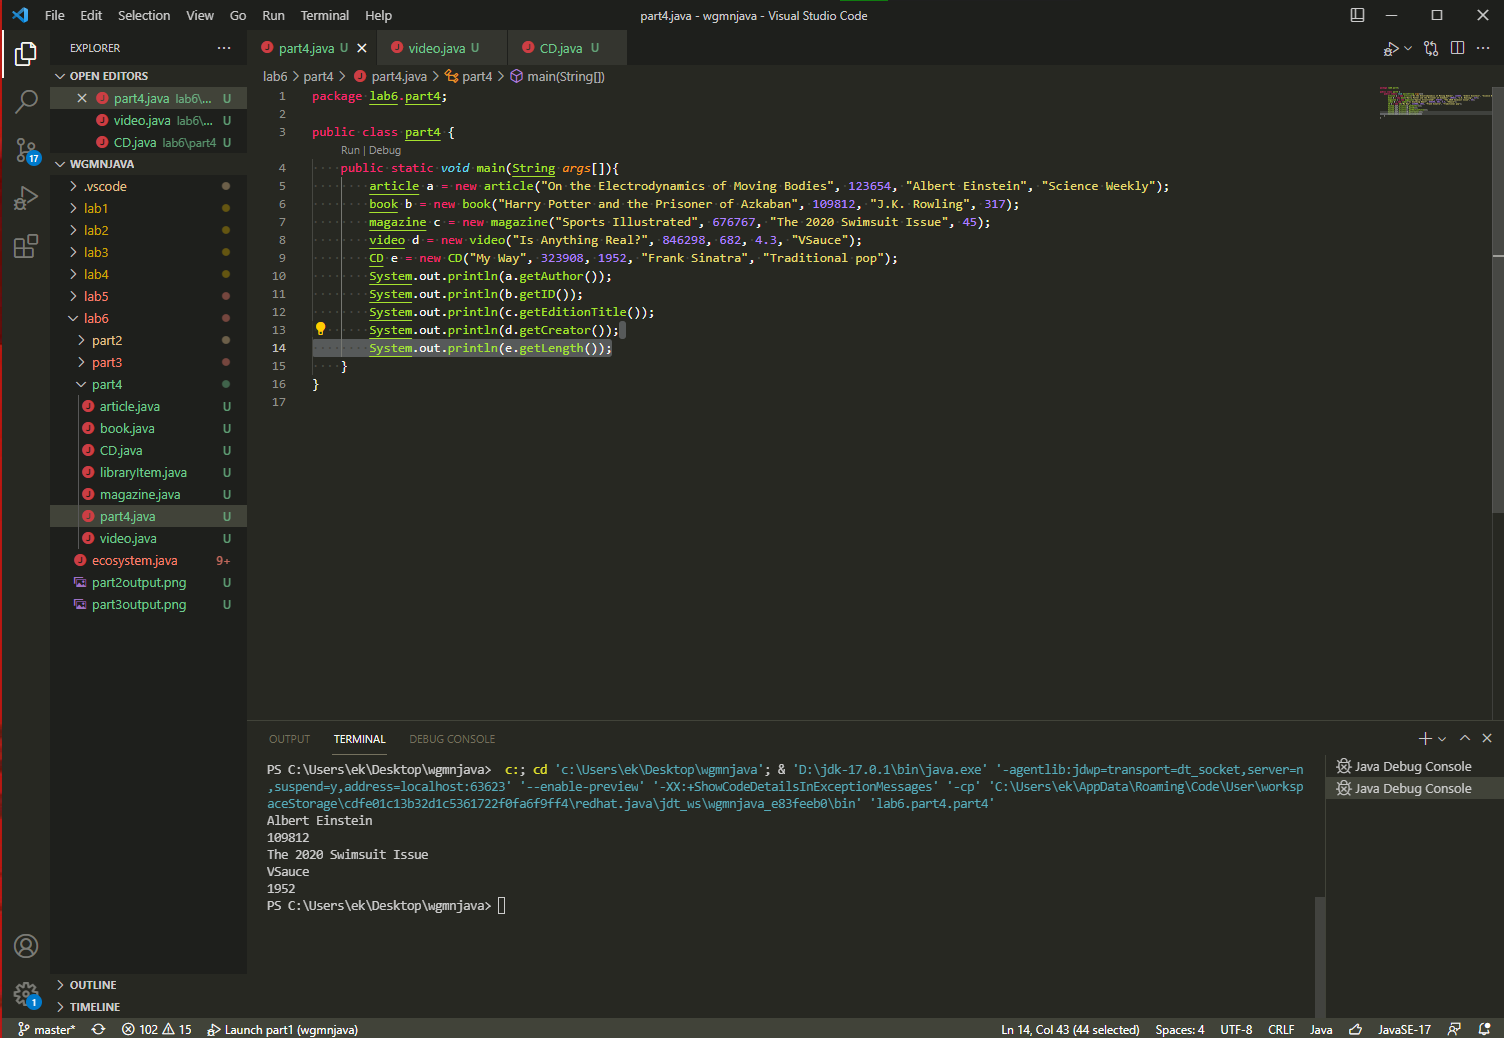 File Edit Selection View Go Run Terminal Help
part4.java - wgmnjava - Visual Studio Code
EXPLORER
OPEN EDITORS
part4.java lab6\... U
video.java lab6\... U
CD.java lab6\part4 U
WGMNJAVA
.vscode
lab1
lab2
lab3
lab4
lab5
lab6
part2
part3
part4
article.java U
book.java U
CD.java U
libraryItem.java U
magazine.java U
part4.java U
video.java U
ecosystem.java 9+
part2output.png U
part3output.png U
OUTLINE
TIMELINE
17
1
part4.java U
video.java U
CD.java U
lab6 > part4 > part4.java > part4 > main(String[])
1 package lab6.part4;
2
3 public class part4 {
Run | Debug
4 public static void main(String args[]){
5 article a = new article("On the Electrodynamics of Moving Bodies", 123654, "Albert Einstein", "Science Weekly");
6 book b = new book("Harry Potter and the Prisoner of Azkaban", 109812, "J.K. Rowling", 317);
7 magazine c = new magazine("Sports Illustrated", 676767, "The 2020 Swimsuit Issue", 45);
8 video d = new video("Is Anything Real?", 846298, 682, 4.3, "VSauce");
9 CD e = new CD("My Way", 323908, 1952, "Frank Sinatra", "Traditional pop");
10 System.out.println(a.getAuthor());
11 System.out.println(b.getID());
12 System.out.println(c.getEditionTitle());
13 System.out.println(d.getCreator());
14 System.out.println(e.getLength());
15 }
16 }
17
OUTPUT TERMINAL DEBUG CONSOLE
PS C:\Users\ek\Desktop\wgmnjava> c:; cd 'c:\Users\ek\Desktop\wgmnjava'; & 'D:\jdk-17.0.1\bin\java.exe' '-agentlib:jdwp=transport=dt_socket,server=n
,suspend=y,address=localhost:63623' '--enable-preview' '-XX:+ShowCodeDetailsInExceptionMessages' '-cp' 'C:\Users\ek\AppData\Roaming\Code\User\worksp
aceStorage\cdfe01c13b32d1c5361722f0fa6f9ff4\redhat.java\jdt_ws\wgmnjava_e83feeb0\bin' 'lab6.part4.part4'
Albert Einstein
109812
The 2020 Swimsuit Issue
VSauce
1952
PS C:\Users\ek\Desktop\wgmnjava>
Java Debug Console
Java Debug Console
master* 102 15 Launch part1 (wgmnjava) Ln 14, Col 43 (44 selected) Spaces: 4 UTF-8 CRLF Java JavaSE-17